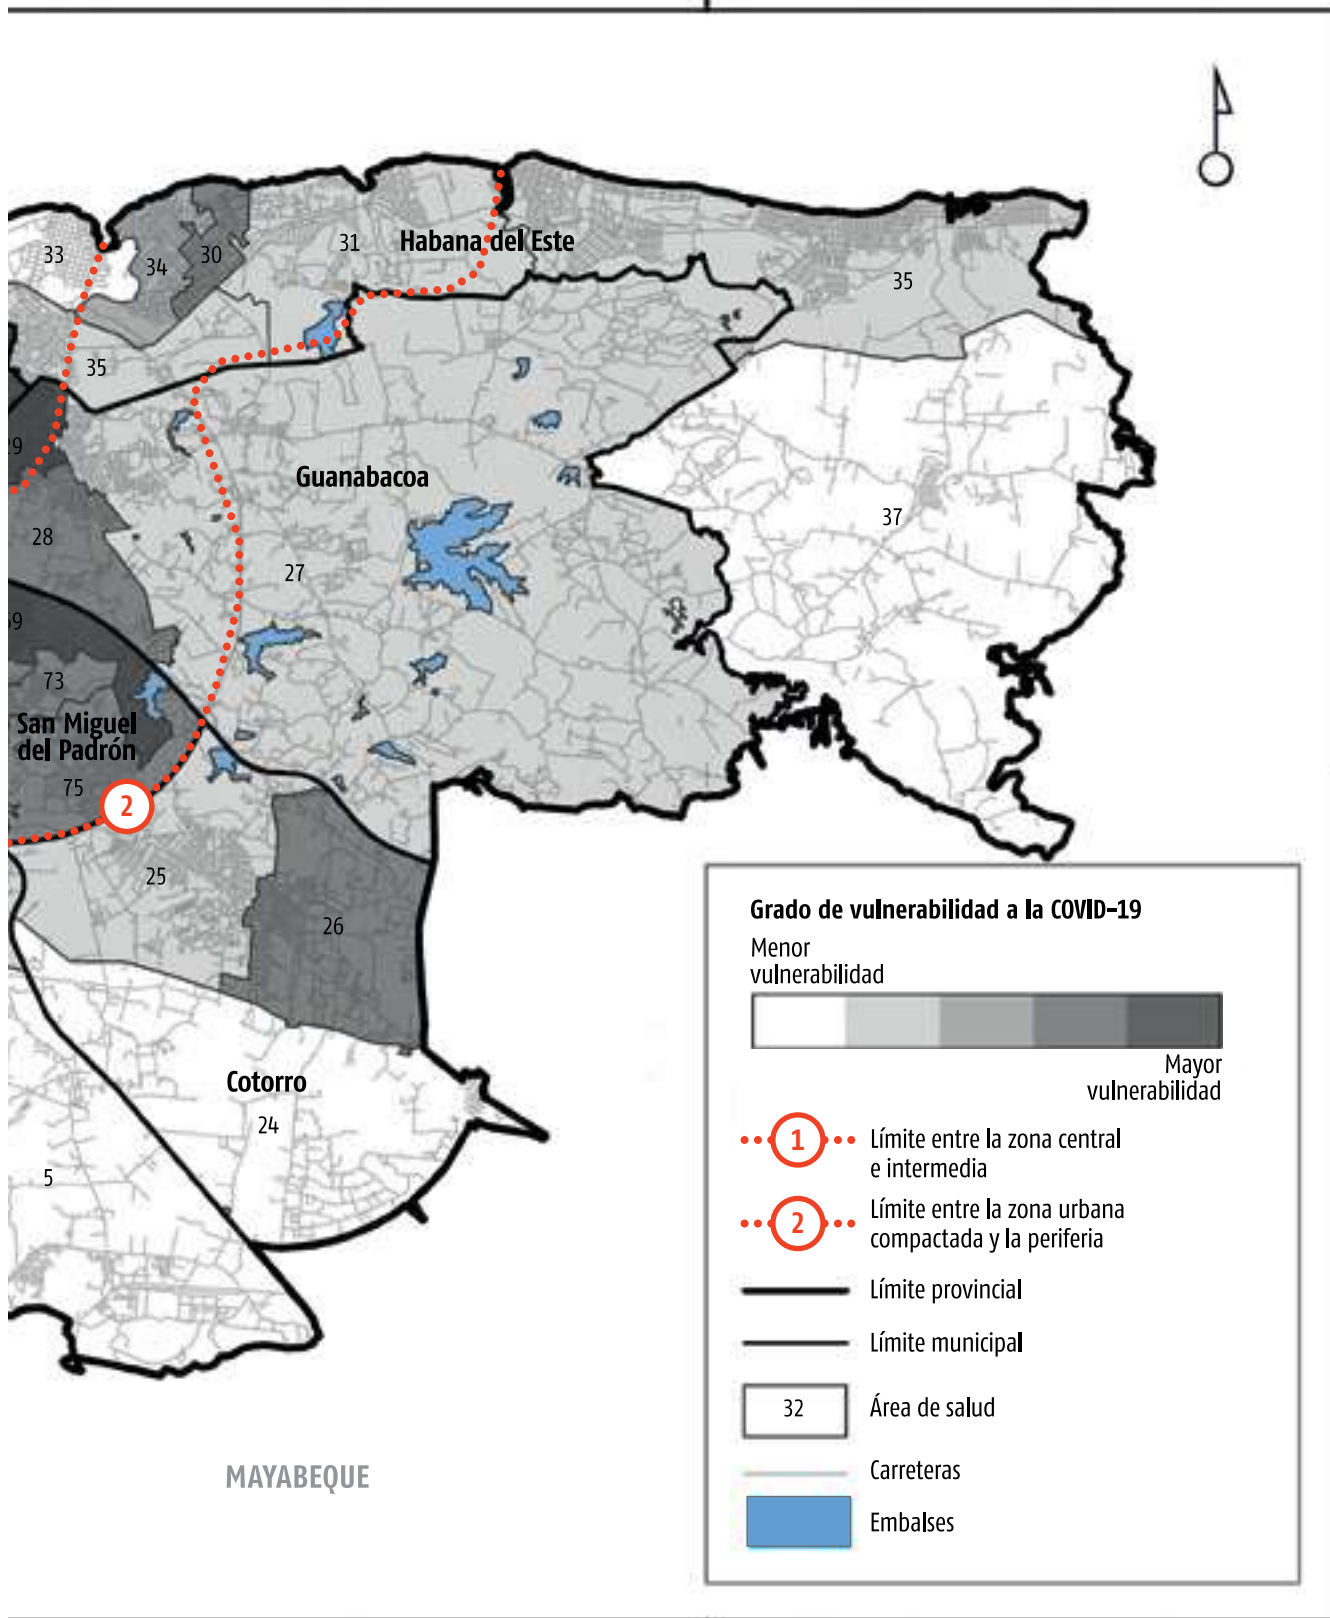 33
34
30
31
Habana del Este
35
35
29
Guanabacoa
37
28
27
73
San Miguel
del Padrón
75
2
25
26
Cotorro
24
5
MAYABEQUE
Grado de vulnerabilidad a la COVID-19
Menor
vulnerabilidad
Mayor
vulnerabilidad
1
Límite entre la zona central
e intermedia
2
Límite entre la zona urbana
compactada y la periferia
Límite provincial
Límite municipal
32
Área de salud
Carreteras
Embalses